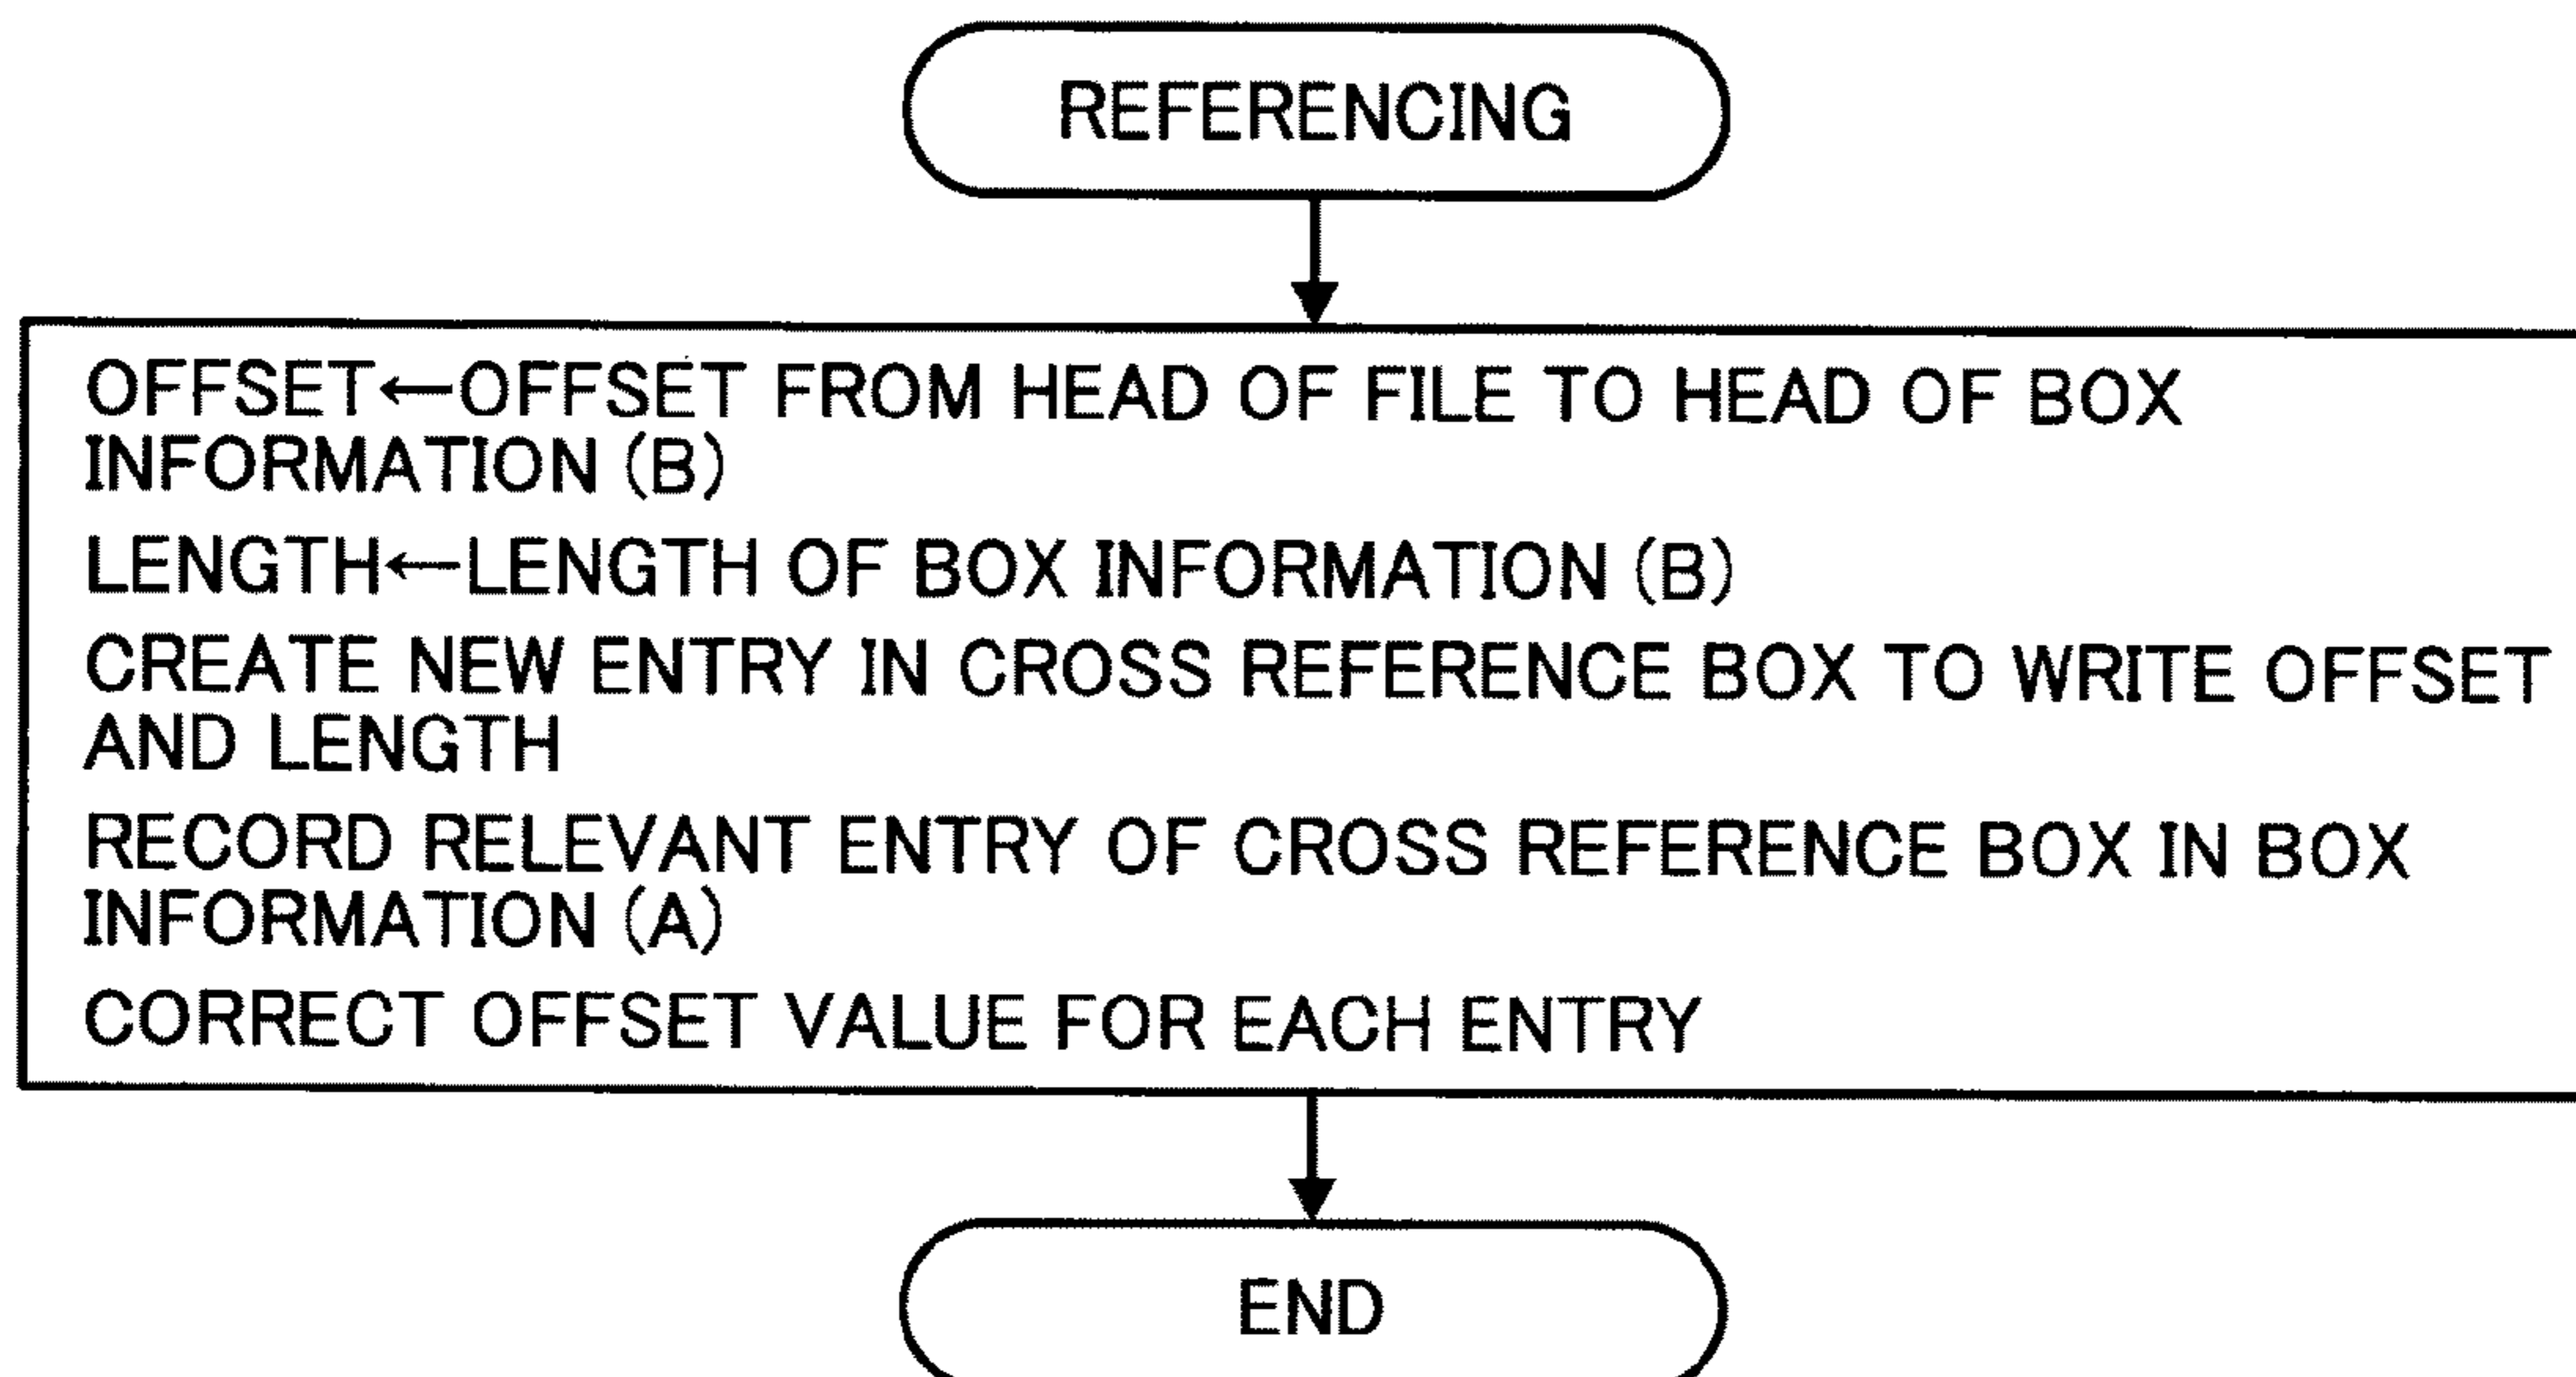 REFERENCING
OFFSET←OFFSET FROM HEAD OF FILE TO HEAD OF BOX
INFORMATION (B)
LENGTH←LENGTH OF BOX INFORMATION (B)
CREATE NEW ENTRY IN CROSS REFERENCE BOX TO WRITE OFFSET
AND LENGTH
RECORD RELEVANT ENTRY OF CROSS REFERENCE BOX IN BOX
INFORMATION (A)
CORRECT OFFSET VALUE FOR EACH ENTRY
END